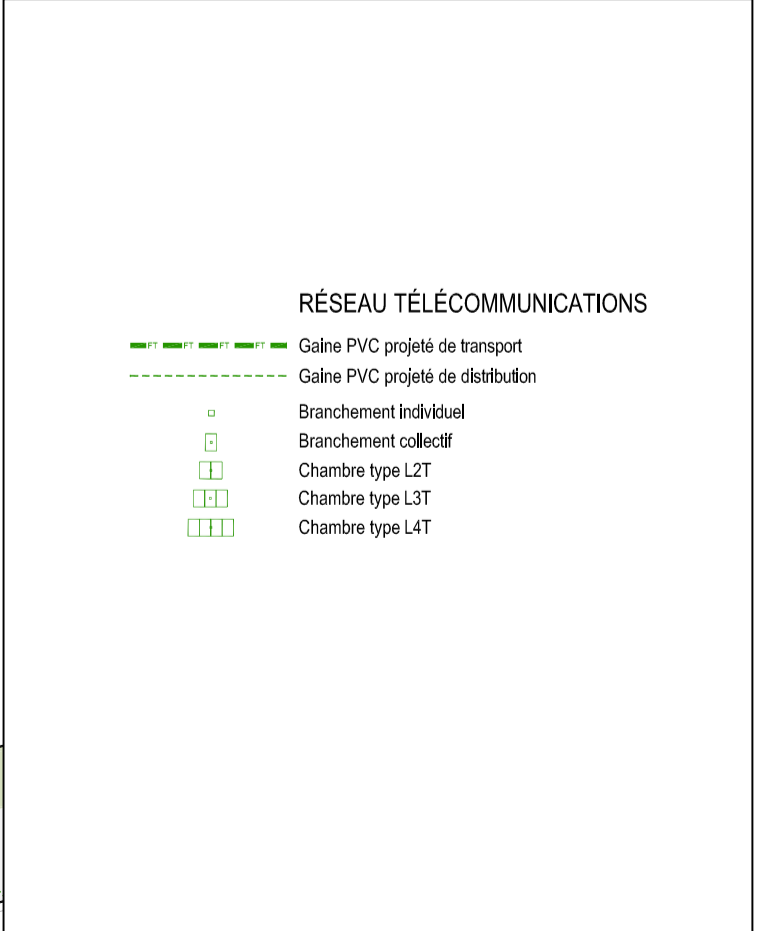 RÉSEAU TÉLÉCOMMUNICATIONS
FT FT FT FT Gaine PVC projeté de transport
Gaine PVC projeté de distribution
Branchement individuel
Branchement collectif
Chambre type L2T
Chambre type L3T
Chambre type L4T